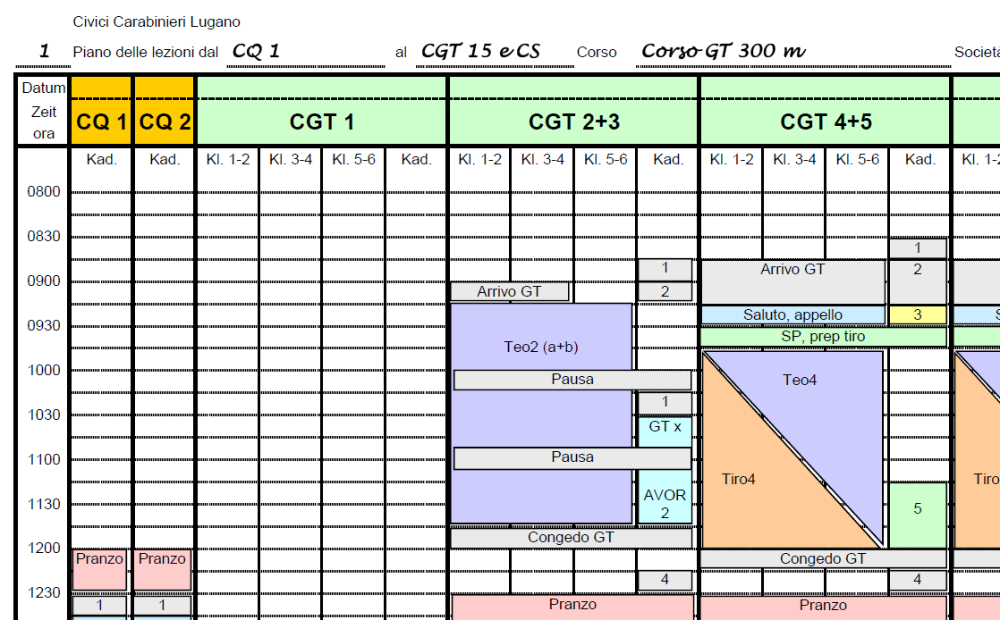 Civici Carabinieri Lugano
1 Piano delle lezioni dal CQ 1 al CGT 15 e CS Corso Corso GT 300 m Società
Datum
Zeit
ora
CQ 1 CQ 2 CGT 1 CGT 2+3 CGT 4+5
Kad. Kad. Kl. 1-2 Kl. 3-4 Kl. 5-6 Kad. Kl. 1-2 Kl. 3-4 Kl. 5-6 Kad. Kl. 1-2 Kl. 3-4 Kl. 5-6 Kad. Kl. 1-2
0800
0830
1
1 Arrivo GT 2
0900
Arrivo GT 2
Saluto, appello 3 S
0930
SP, prep tiro
Teo2 (a+b)
1000
Pausa Teo4
1
1030
GT x
1100
Pausa
Tiro4 Tiro
AVOR
1130
2 5
Congedo GT
1200
Pranzo Pranzo Congedo GT
4 4
1230
1 1 Pranzo Pranzo